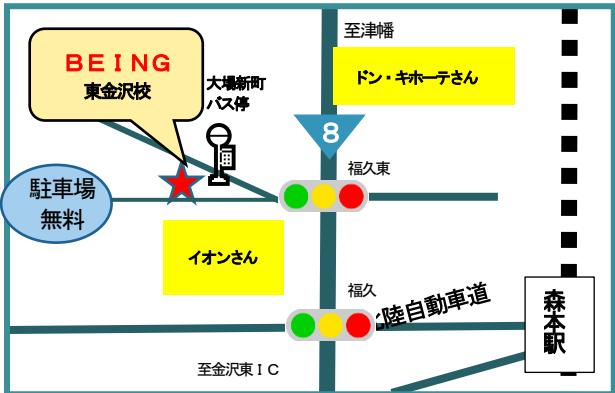 至津幡
BEING
東金沢校
大場新町
バス停
ドン・キホーテさん
8
福久東
駐車場
無料
イオンさん
福久
陸自動車道
森本駅
至金沢東IC